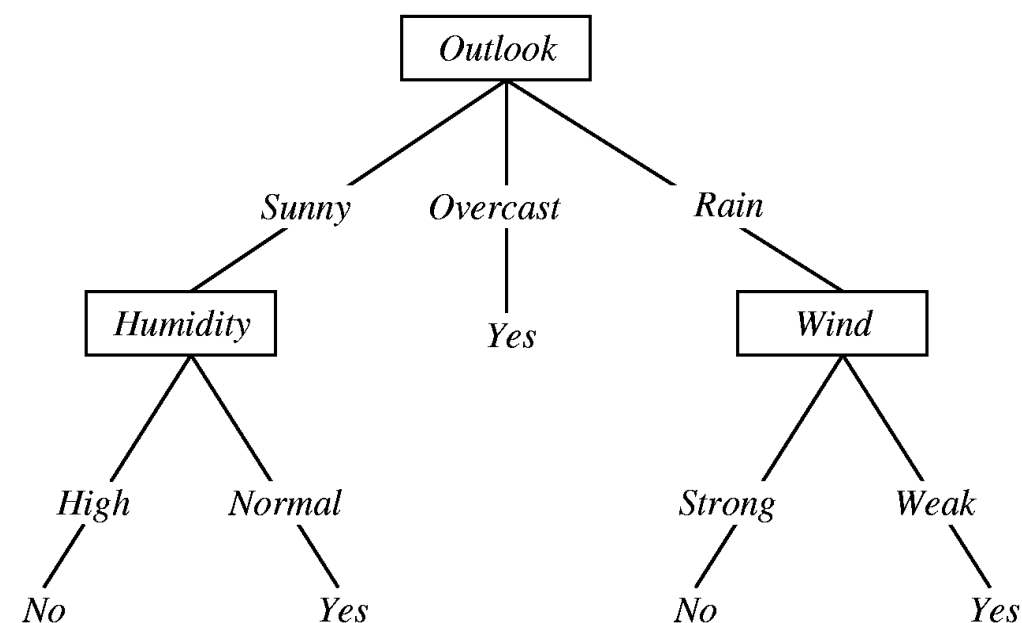 Outlook
Sunny Overcast Rain
Humidity Yes Wind
High Normal Strong Weak
No Yes No Yes